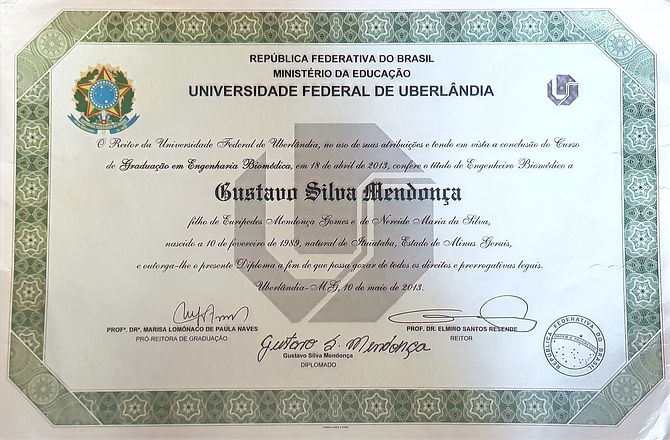 REPÚBLICA FEDERATIVA DO BRASIL
MINISTÉRIO DA EDUCAÇÃO
UNIVERSIDADE FEDERAL DE UBERLÂNDIA
O Reitor da Universidade Federal de Uberlândia, no uso de suas atribuições e tendo em vista a conclusão do Curso
de Graduação em Engenharia Biomédica, em 18 de abril de 2013, confere o título de Engenheiro Biomédico a
Gustavo Silva Mendonça
filho de Eurípedes Mendonça Gomes e de Nereide Maria da Silva,
nascido a 10 de fevereiro de 1989, natural de Ituiutaba, Estado de Minas Gerais,
e outorga-lhe o presente Diploma a fim de que possa gozar de todos os direitos e prerrogativas legais.
Uberlândia-MG, 10 de maio de 2013.
PROFª. DRª. MARISA LOMÔNACO DE PAULA NAVES
PRÓ-REITORA DE GRADUAÇÃO
PROF. DR. ELMIRO SANTOS RESENDE
REITOR
Gustavo S. Mendonça
Gustavo Silva Mendonça
DIPLOMADO
REPÚBLICA FEDERATIVA DO BRASIL